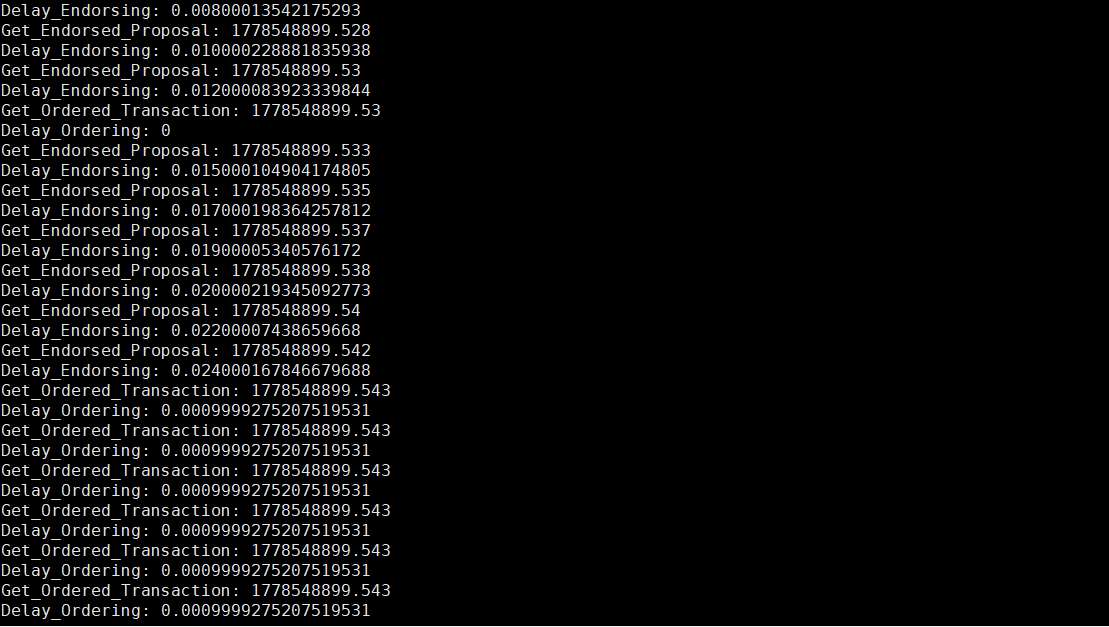 Delay_Endorsing: 0.00800013542175293
Get_Endorsed_Proposal: 1778548899.528
Delay_Endorsing: 0.010000228881835938
Get_Endorsed_Proposal: 1778548899.53
Delay_Endorsing: 0.012000083923339844
Get_Ordered_Transaction: 1778548899.53
Delay_Ordering: 0
Get_Endorsed_Proposal: 1778548899.533
Delay_Endorsing: 0.015000104904174805
Get_Endorsed_Proposal: 1778548899.535
Delay_Endorsing: 0.017000198364257812
Get_Endorsed_Proposal: 1778548899.537
Delay_Endorsing: 0.01900005340576172
Get_Endorsed_Proposal: 1778548899.538
Delay_Endorsing: 0.020000219345092773
Get_Endorsed_Proposal: 1778548899.54
Delay_Endorsing: 0.02200007438659668
Get_Endorsed_Proposal: 1778548899.542
Delay_Endorsing: 0.024000167846679688
Get_Ordered_Transaction: 1778548899.543
Delay_Ordering: 0.0009999275207519531
Get_Ordered_Transaction: 1778548899.543
Delay_Ordering: 0.0009999275207519531
Get_Ordered_Transaction: 1778548899.543
Delay_Ordering: 0.0009999275207519531
Get_Ordered_Transaction: 1778548899.543
Delay_Ordering: 0.0009999275207519531
Get_Ordered_Transaction: 1778548899.543
Delay_Ordering: 0.0009999275207519531
Get_Ordered_Transaction: 1778548899.543
Delay_Ordering: 0.0009999275207519531